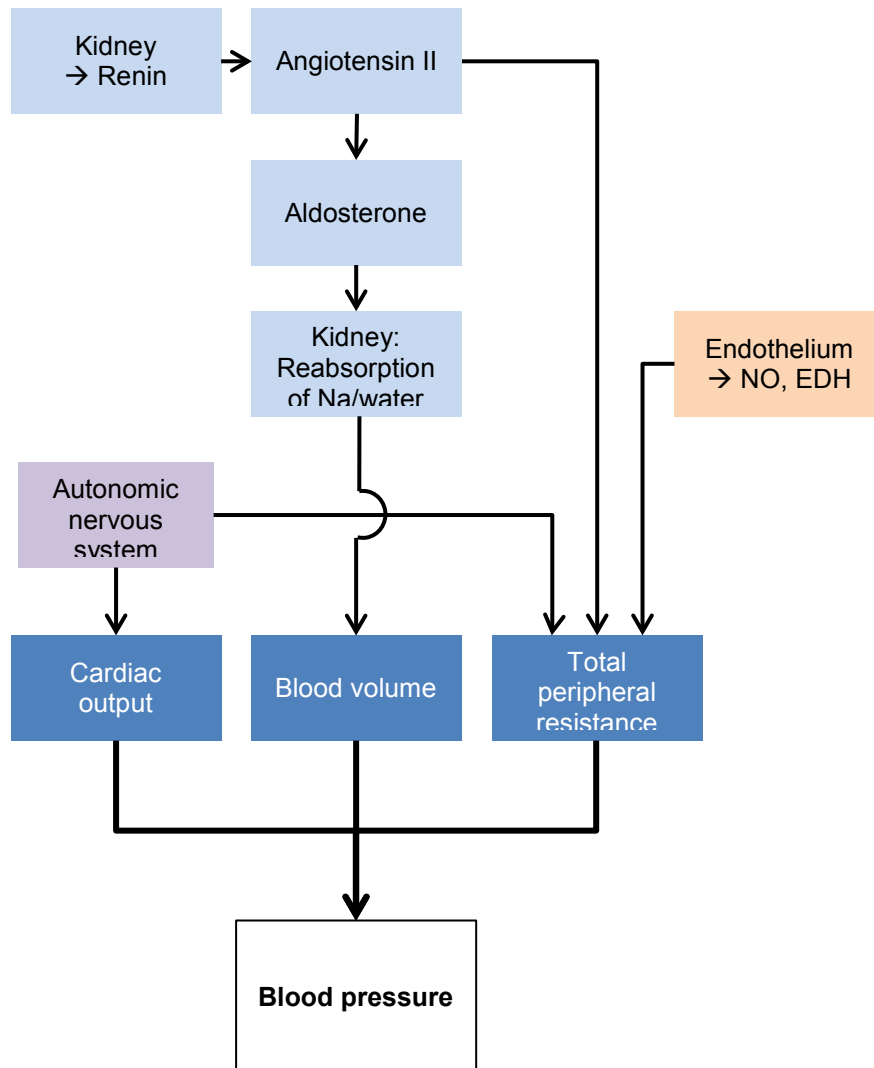 Kidney
→ Renin
Angiotensin II
Aldosterone
Kidney:
Reabsorption
of Na/water
Endothelium
→ NO, EDH
Autonomic
nervous
system
Cardiac
output
Blood volume
Total
peripheral
resistance
Blood pressure